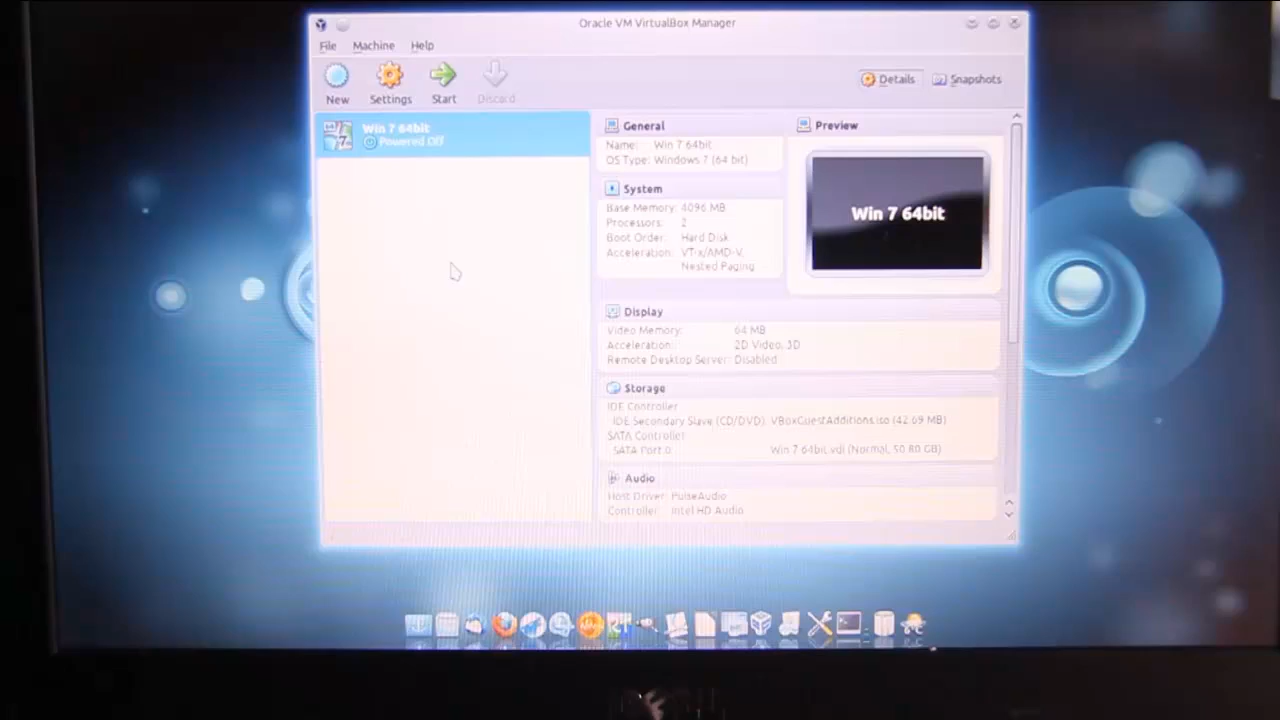 Oracle VM VirtualBox Manager
File Machine Help
New Settings Start Discard
Details Snapshots
Win 7 64bit
Powered Off
General
Name: Win 7 64bit
OS Type: Windows 7 (64 bit)
System
Base Memory: 4096 MB
Processors: 2
Boot Order: Hard Disk
Acceleration: VT-x/AMD-V,
Nested Paging
Preview
Win 7 64bit
Display
Video Memory: 64 MB
Acceleration: 2D Video, 3D
Remote Desktop Server: Disabled
Storage
IDE Controller
IDE Secondary Slave (CD/DVD): VBoxGuestAdditions.iso (42.69 MB)
SATA Controller
SATA Port 0: Win 7 64bit.vdi (Normal, 50.80 GB)
Audio
Host Driver: PulseAudio
Controller: Intel HD Audio